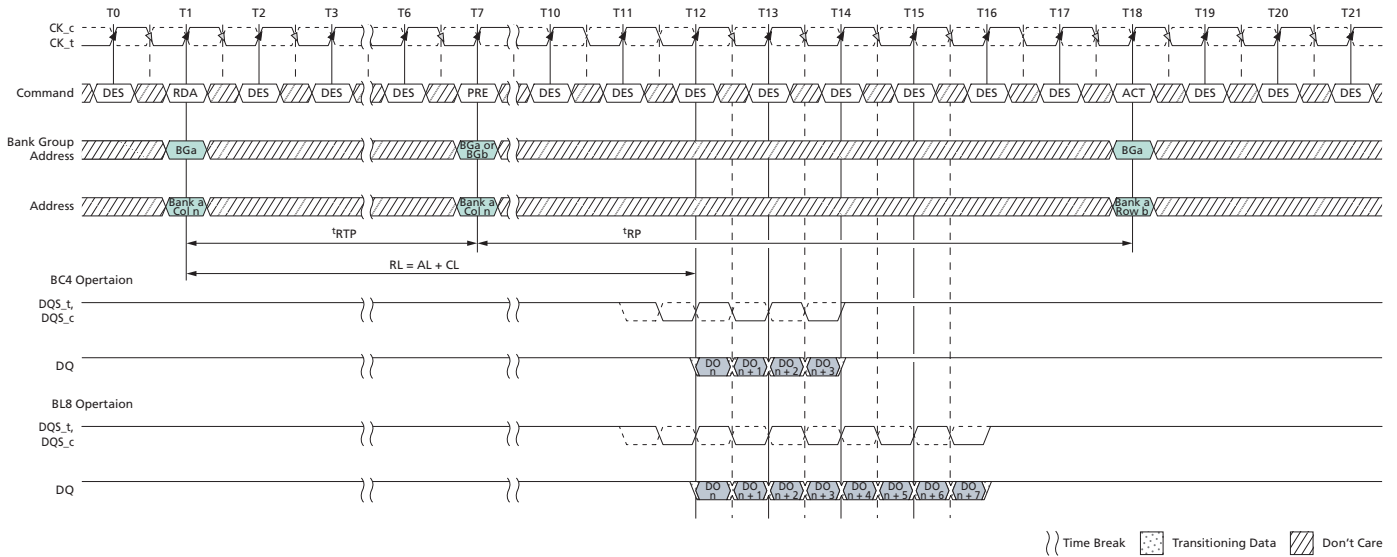 T0 T1 T2 T3 T6 T7 T10 T11 T12 T13 T14 T15 T16 T17 T18 T19 T20 T21
CK_c
CK_t
Command DES RDA DES DES DES PRE DES DES DES DES DES DES DES DES ACT DES DES DES
Bank Group
Address
BGa
BGa or
BGb
BGa
Address
Bank a
Col n
Bank a
Col n
Bank a
Row b
tRTP
tRP
RL = AL + CL
BC4 Opertaion
DQS_t,
DQS_c
DQ
DO
n
DO
n + 1
DO
n + 2
DO
n + 3
BL8 Opertaion
DQS_t,
DQS_c
DQ
DO
n
DO
n + 1
DO
n + 2
DO
n + 3
DO
n + 4
DO
n + 5
DO
n + 6
DO
n + 7
Time Break Transitioning Data Don't Care